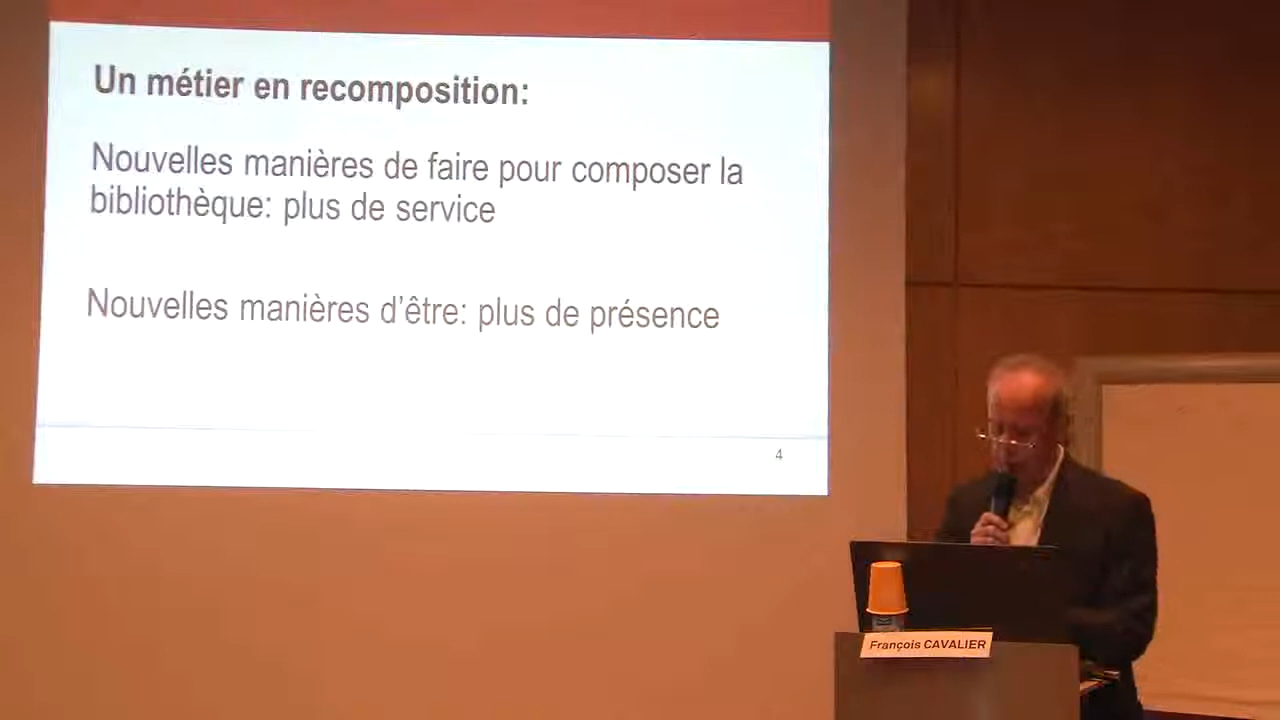 Un métier en recomposition:
Nouvelles manières de faire pour composer la
bibliothèque: plus de service
Nouvelles manières d’être: plus de présence
4
François CAVALIER